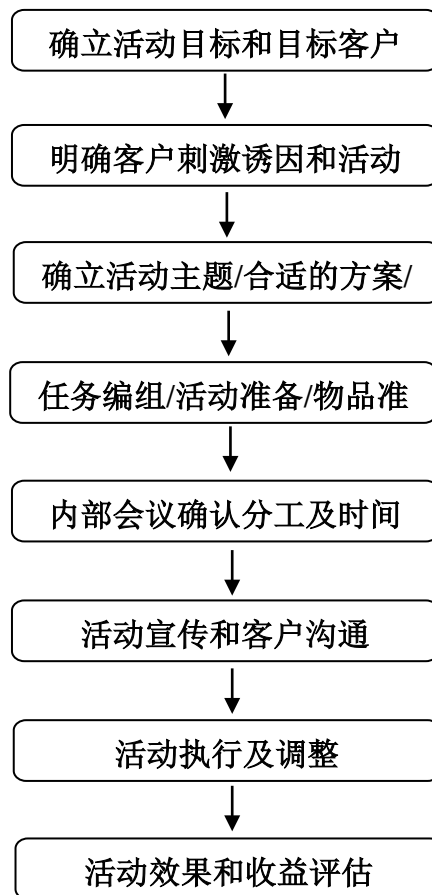 确立活动目标和目标客户
明确客户刺激诱因和活动
确立活动主题/合适的方案/
任务编组/活动准备/物品准
内部会议确认分工及时间
活动宣传和客户沟通
活动执行及调整
活动效果和收益评估